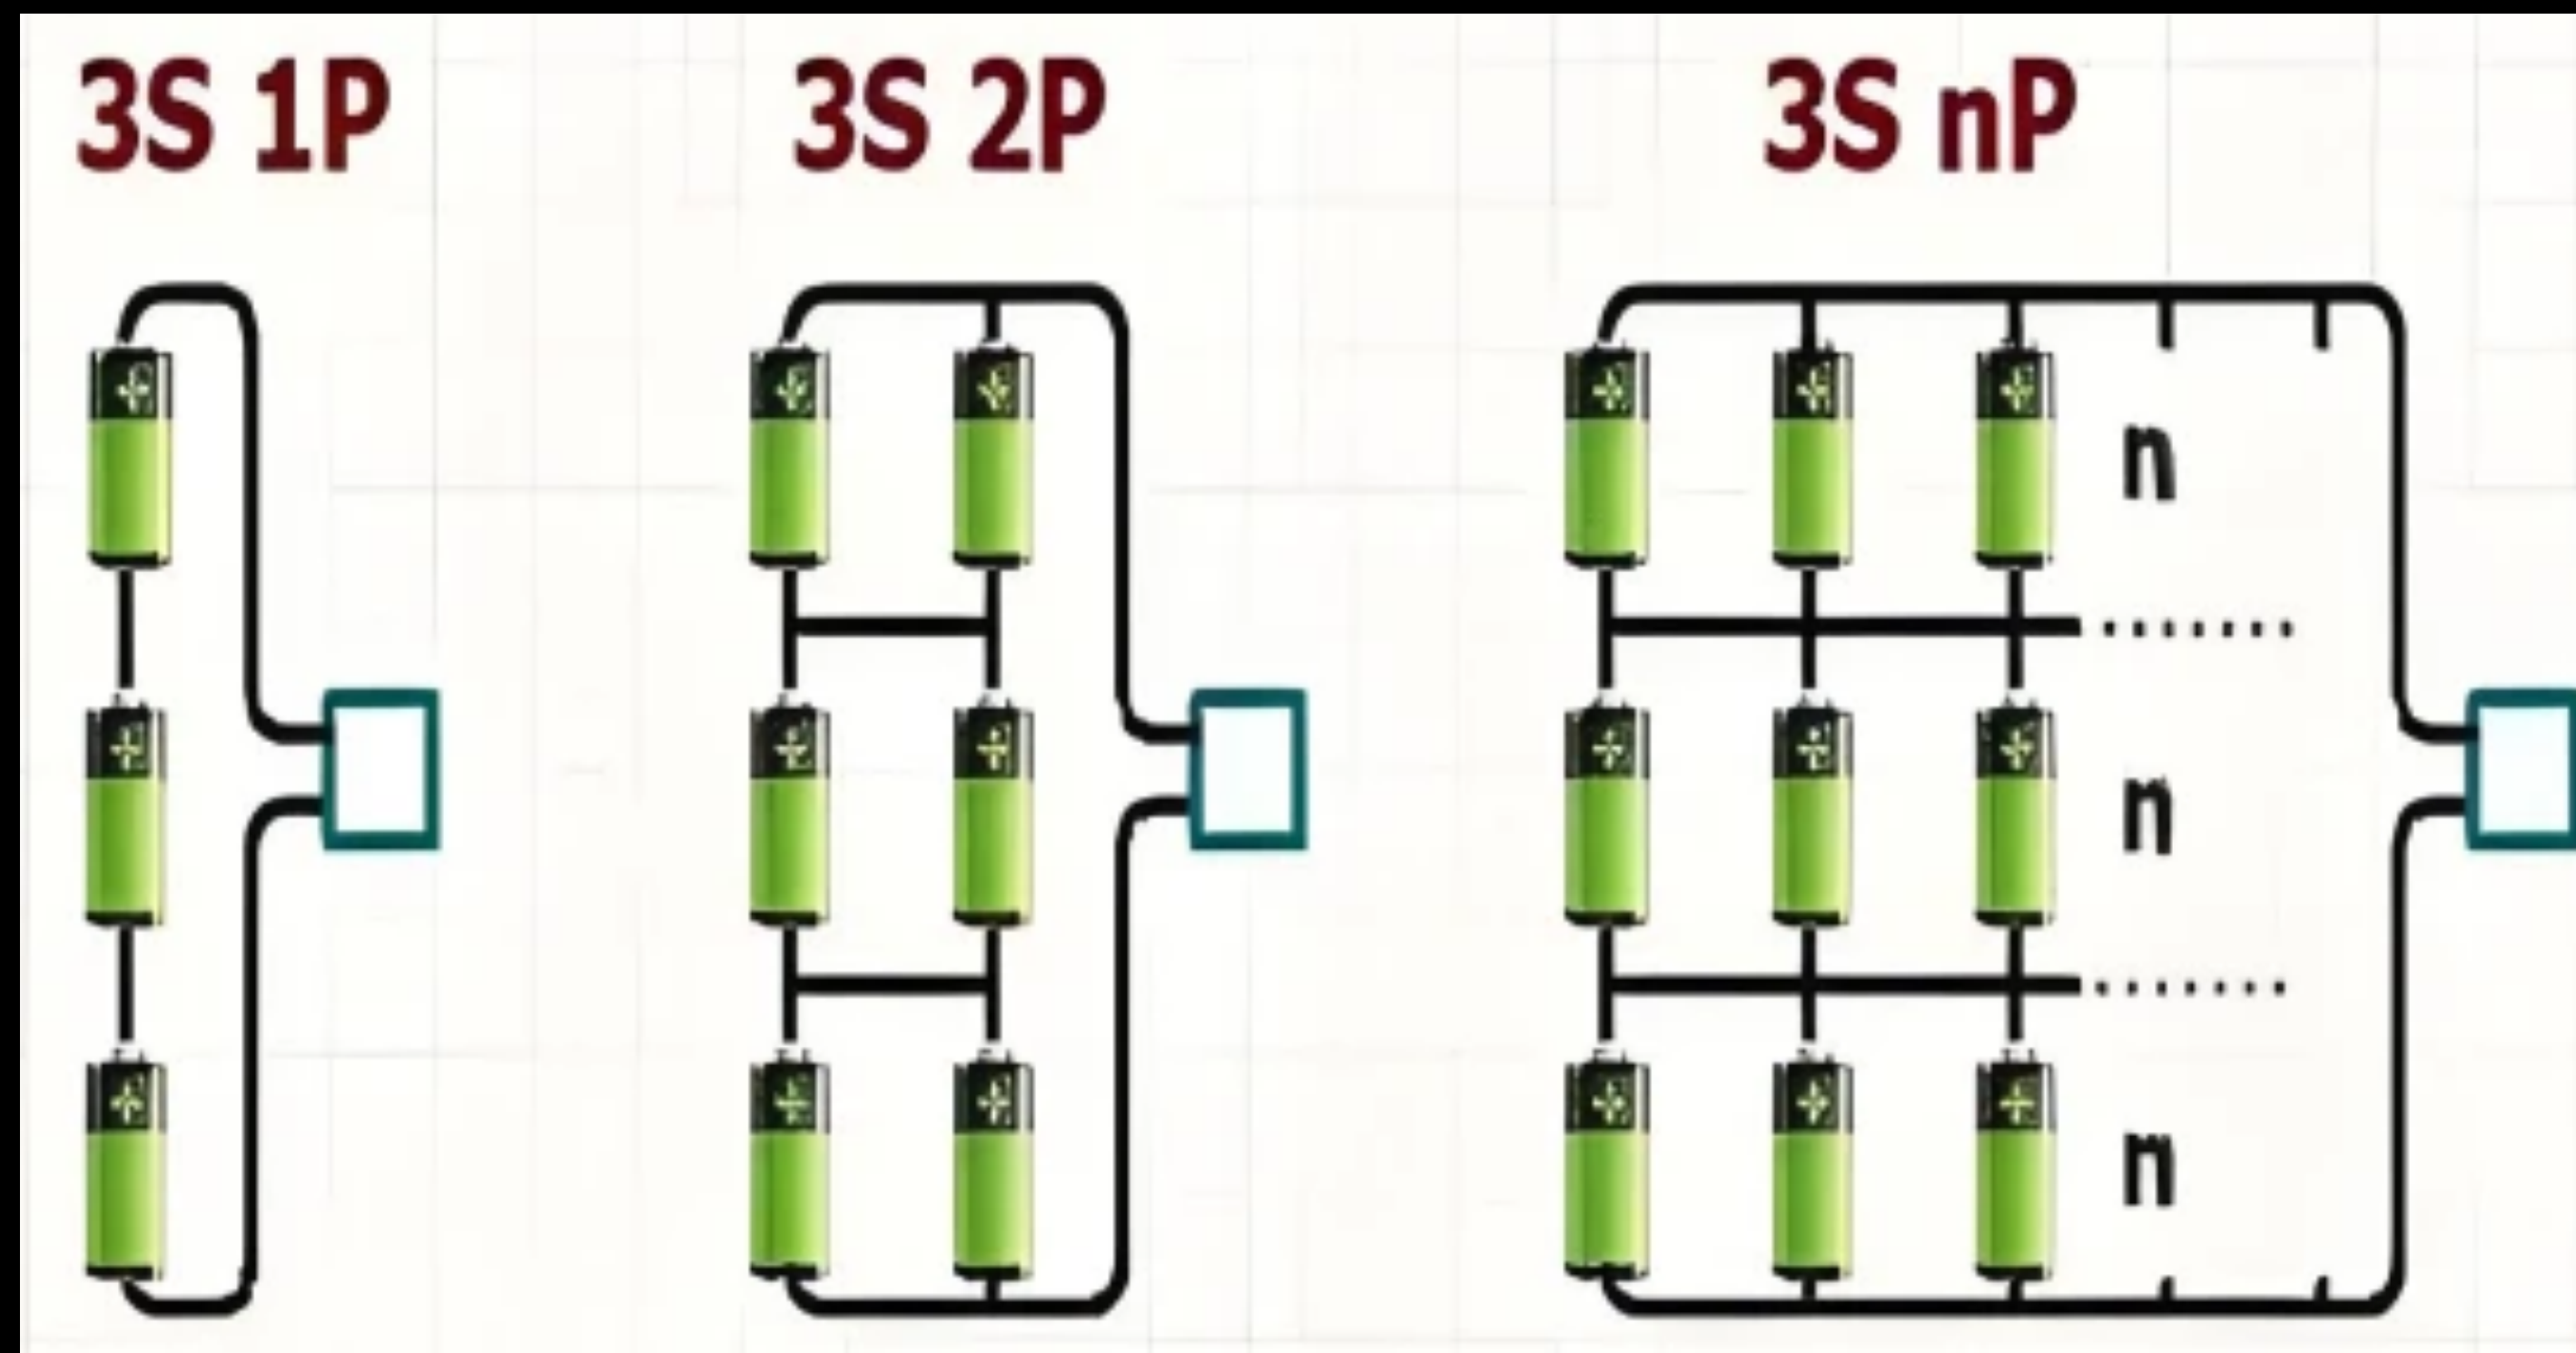 3S 1P
3S 2P
3S nP
+ + + + + +
n
+ + + + + +
n
+ + + + + +
n